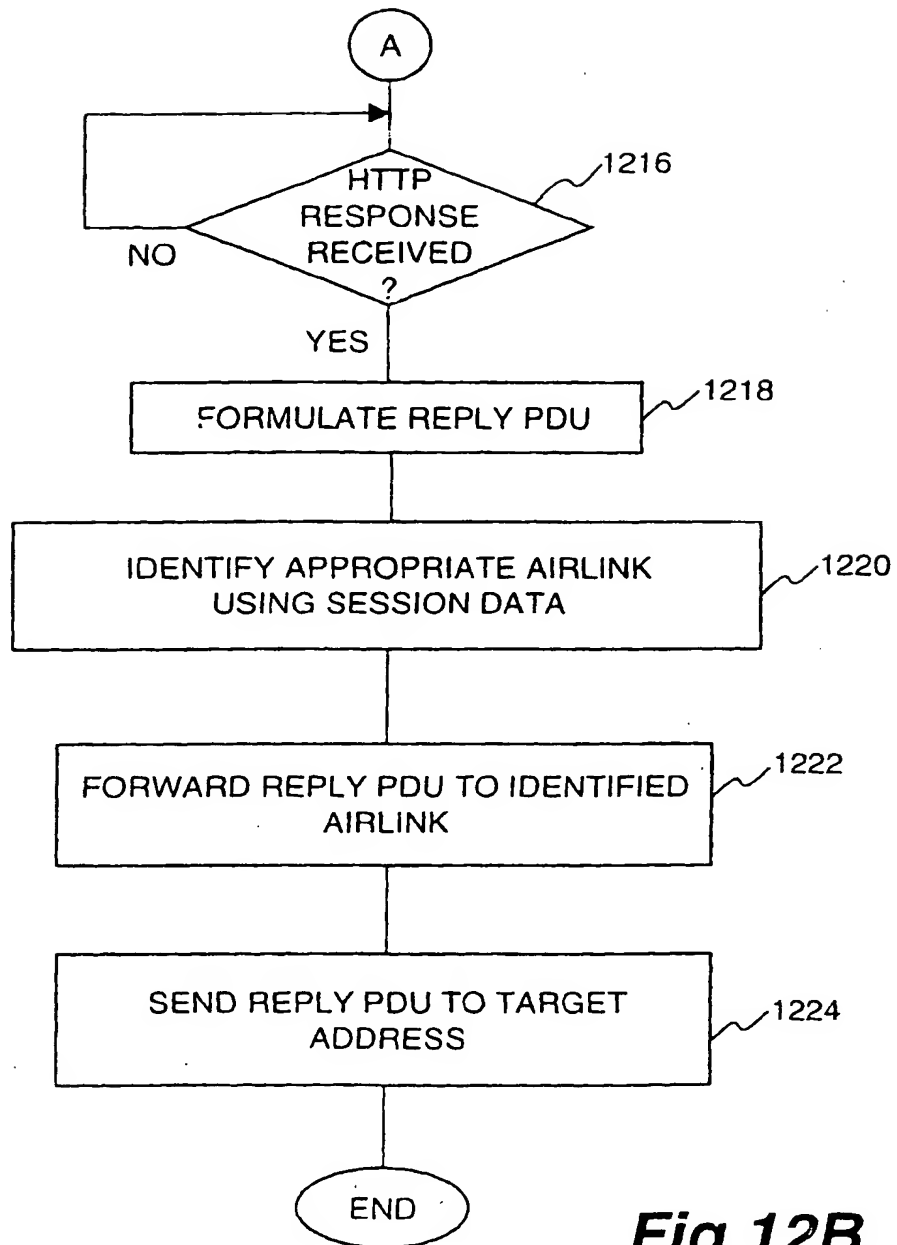 A
HTTP
RESPONSE
RECEIVED
?
1216
NO
YES
FORMULATE REPLY PDU
1218
IDENTIFY APPROPRIATE AIRLINK
USING SESSION DATA
1220
FORWARD REPLY PDU TO IDENTIFIED
AIRLINK
1222
SEND REPLY PDU TO TARGET
ADDRESS
1224
END
Fig 12B